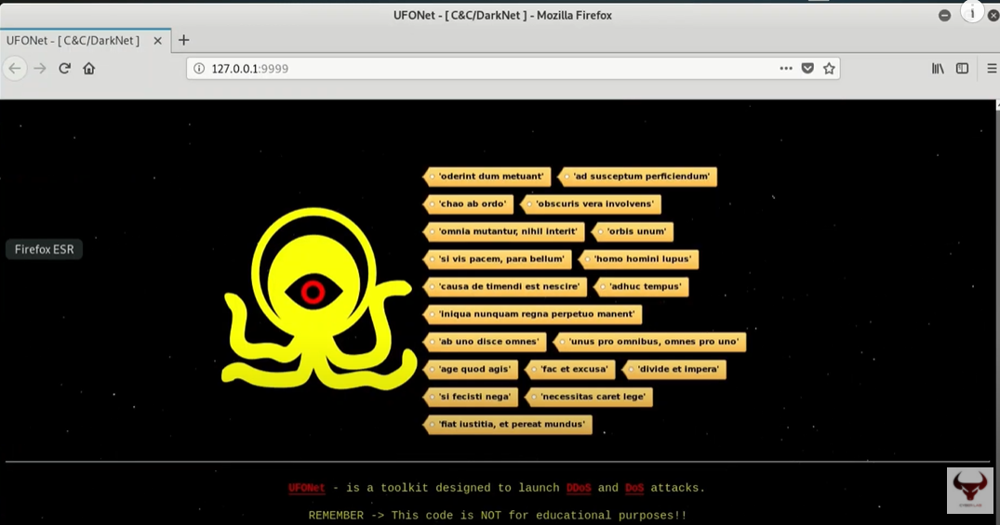 UFONet - [ C&C/DarkNet ] - Mozilla Firefox
UFONet - [ C&C/DarkNet ]
127.0.0.1:9999
'oderint dum metuant' 'ad susceptum perficiendum'
'chao ab ordo' 'obscuris vera involvens'
'omnia mutantur, nihil interit' 'orbis unum'
'si vis pacem, para bellum' 'homo homini lupus'
Firefox ESR
'causa de timendi est nescire' 'adhuc tempus'
'iniqua nunquam regna perpetuo manent'
'ab uno disce omnes' 'unus pro omnibus, omnes pro uno'
'age quod agis' 'fac et excusa' 'divide et impera'
'si fecisti nega' 'necessitas caret lege'
'fiat iustitia, et pereat mundus'
UFONet - is a toolkit designed to launch DDoS and DoS attacks.
REMEMBER -> This code is NOT for educational purposes!!